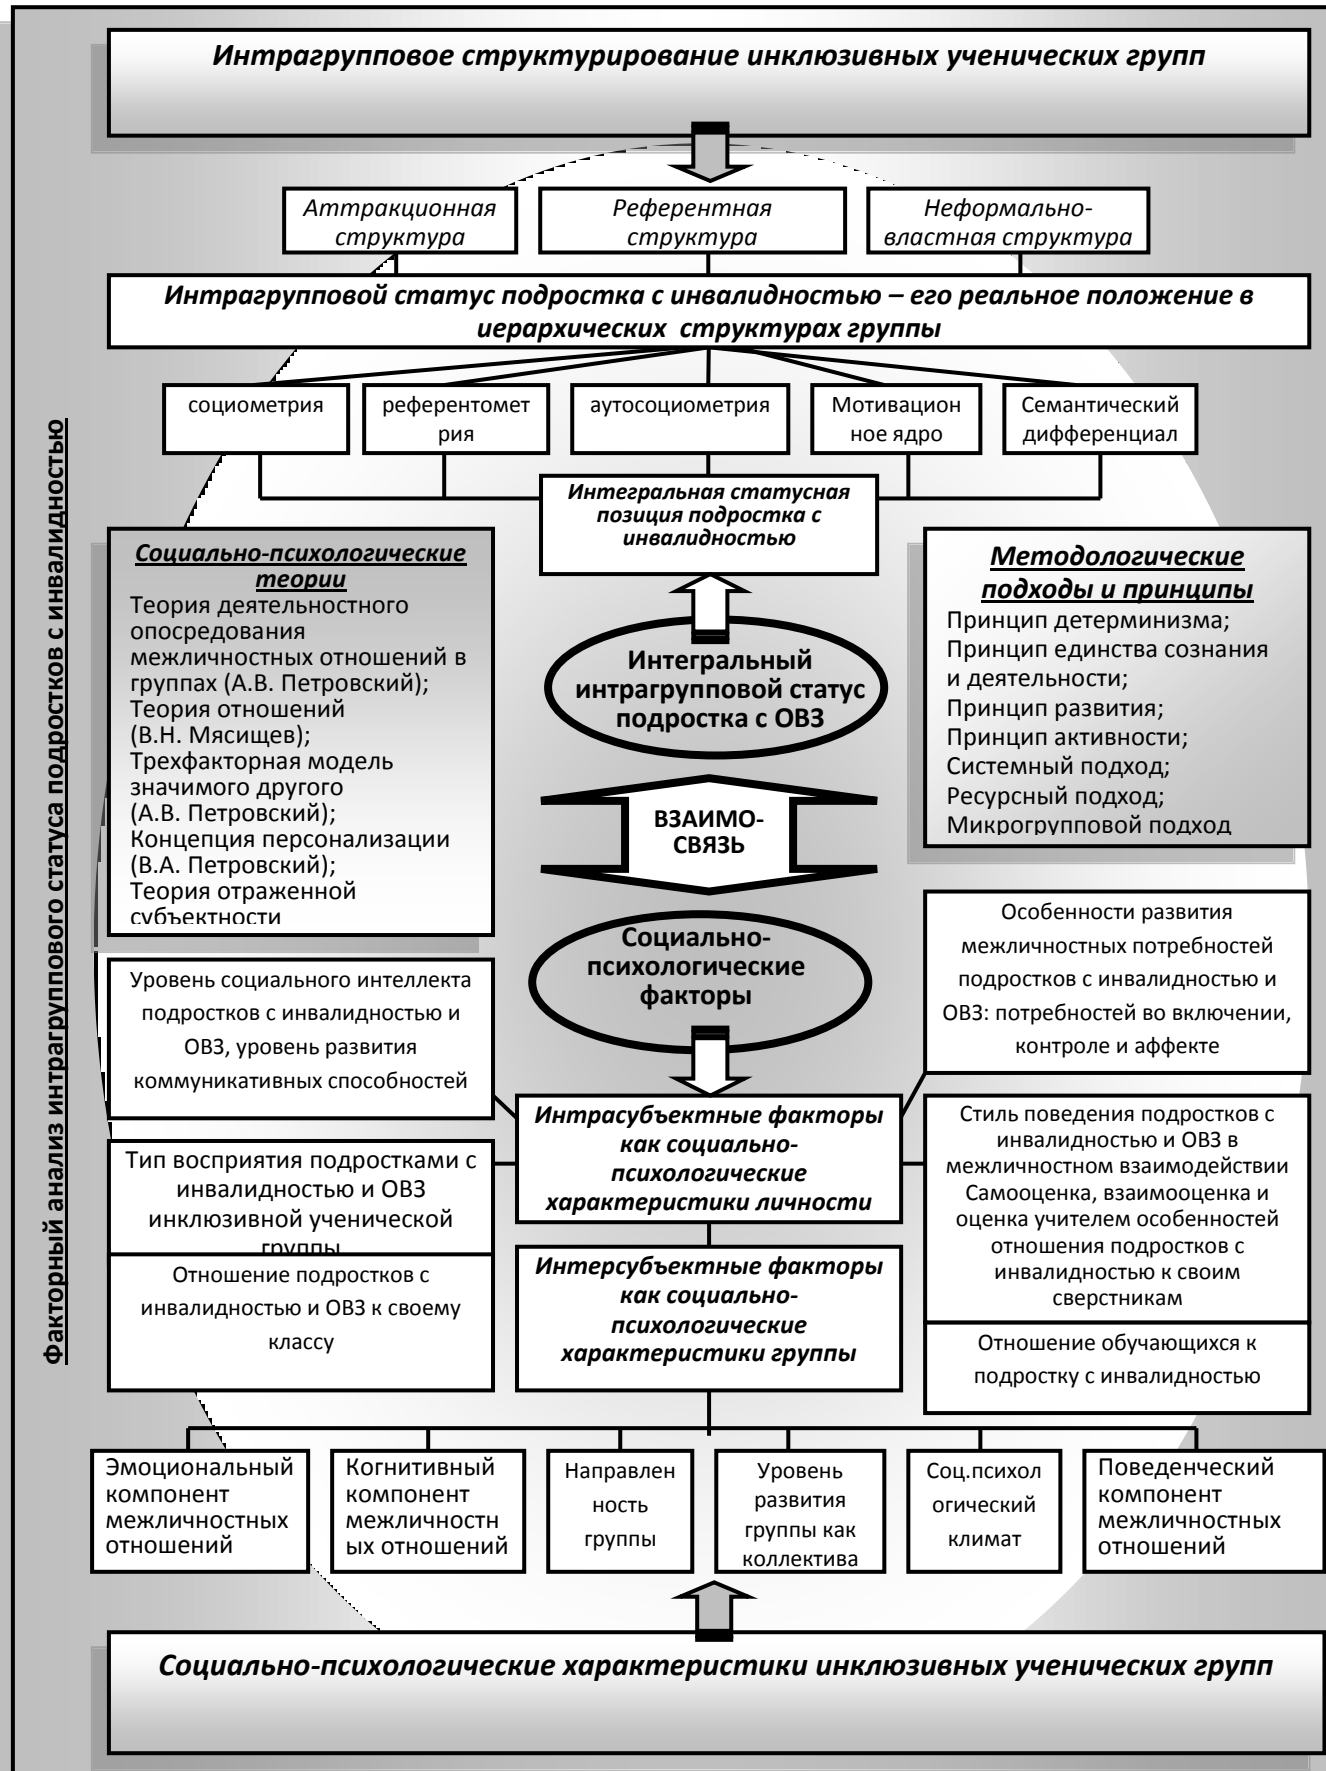 Интрагрупповое структурирование инклюзивных ученических групп
Аттракционная
структура
Референтная
структура
Неформально-
властная структура
Интрагрупповой статус подростка с инвалидностью – его реальное положение в
иерархических структурах группы
социометрия
референтомет
рия
аутосоциометрия
Мотивацион
ное ядро
Семантический
дифференциал
Интегральная статусная
позиция подростка с
инвалидностью
Факторный анализ интрагруппового статуса подростков с инвалидностью
Социально-психологические
теории
Теория деятельностного
опосредования
межличностных отношений в
группах (А.В. Петровский);
Теория отношений
(В.Н. Мясищев);
Трехфакторная модель
значимого другого
(А.В. Петровский);
Концепция персонализации
(В.А. Петровский);
Теория отраженной
субъектности
Методологические
подходы и принципы
Принцип детерминизма;
Принцип единства сознания
и деятельности;
Принцип развития;
Принцип активности;
Системный подход;
Ресурсный подход;
Микрогрупповой подход
Интегральный
интрагрупповой статус
подростка с ОВЗ
ВЗАИМО-
СВЯЗЬ
Социально-
психологические
факторы
Уровень социального интеллекта
подростков с инвалидностью и
ОВЗ, уровень развития
коммуникативных способностей
Особенности развития
межличностных потребностей
подростков с инвалидностью и
ОВЗ: потребностей во включении,
контроле и аффекте
Интрасубъектные факторы
как социально-
психологические
характеристики личности
Тип восприятия подростками с
инвалидностью и ОВЗ
инклюзивной ученической
группы
Стиль поведения подростков с
инвалидностью и ОВЗ в
межличностном взаимодействии
Самооценка, взаимооценка и
оценка учителем особенностей
отношения подростков с
инвалидностью к своим
сверстникам
Отношение подростков с
инвалидностью и ОВЗ к своему
классу
Интерсубъектные факторы
как социально-
психологические
характеристики группы
Отношение обучающихся к
подростку с инвалидностью
Эмоциональный
компонент
межличностных
отношений
Когнитивный
компонент
межличностн
ых отношений
Направлен
ность
группы
Уровень
развития
группы как
коллектива
Соц.психол
огический
климат
Поведенческий
компонент
межличностных
отношений
Социально-психологические характеристики инклюзивных ученических групп